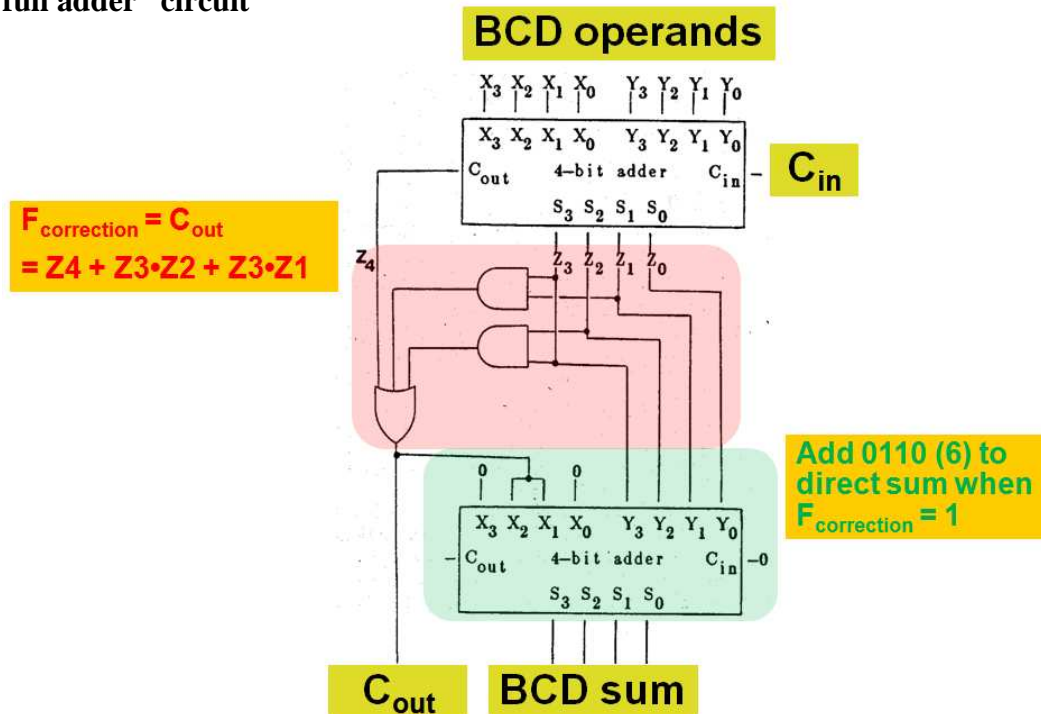 full adder" circuit
BCD operands
X3 X2 X1 X0 Y3 Y2 Y1 Y0
X3 X2 X1 X0 Y3 Y2 Y1 Y0
Cout 4-bit adder Cin
Cin
S3 S2 S1 S0
Fcorrection = Cout
= Z4 + Z3•Z2 + Z3•Z1
Z4
Z3 Z2 Z1 Z0
Add 0110 (6) to
direct sum when
Fcorrection = 1
0 0
X3 X2 X1 X0 Y3 Y2 Y1 Y0
Cout 4-bit adder Cin -0
S3 S2 S1 S0
Cout
BCD sum